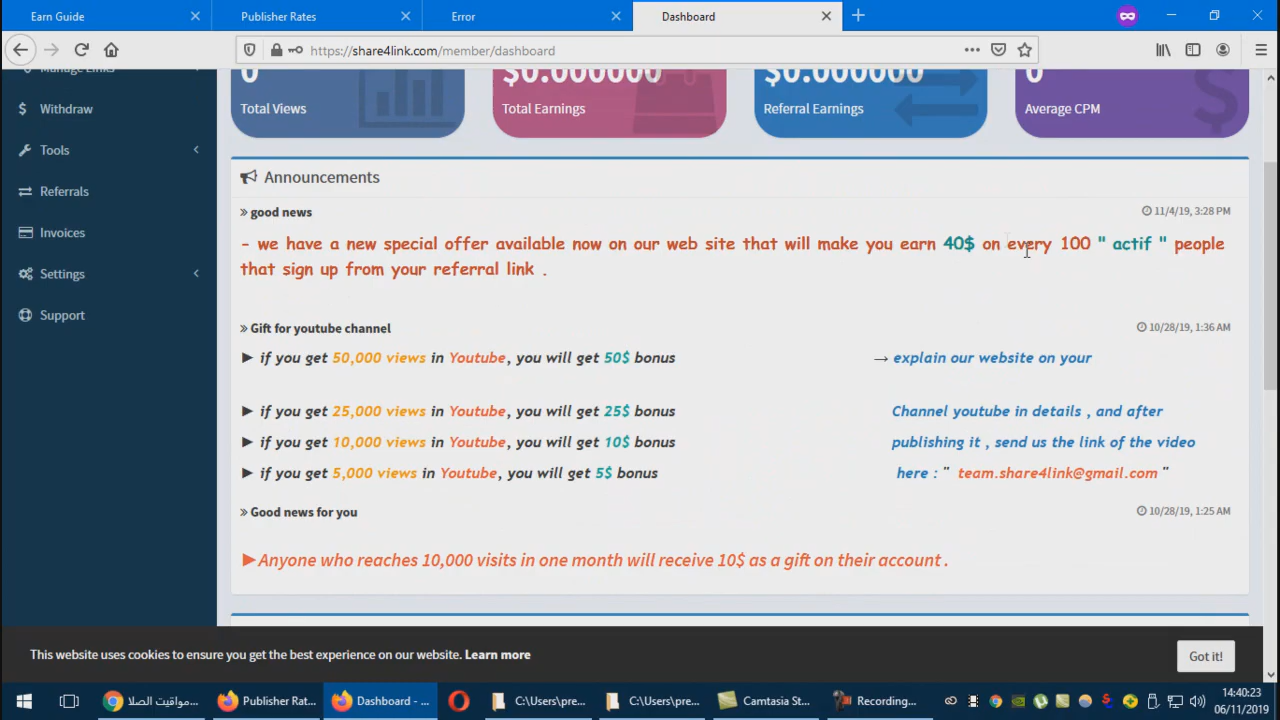 Earn Guide
Publisher Rates
Error
Dashboard
https://share4link.com/member/dashboard
Manage Links
Withdraw
Tools
Referrals
Invoices
Settings
Support
0
Total Views
$0.000000
Total Earnings
$0.000000
Referral Earnings
0
Average CPM
Announcements
» good news
11/4/19, 3:28 PM
- we have a new special offer available now on our web site that will make you earn 40$ on every 100 " actif " people
that sign up from your referral link .
» Gift for youtube channel
10/28/19, 1:36 AM
► if you get 50,000 views in Youtube, you will get 50$ bonus
→ explain our website on your
► if you get 25,000 views in Youtube, you will get 25$ bonus
Channel youtube in details , and after
► if you get 10,000 views in Youtube, you will get 10$ bonus
publishing it , send us the link of the video
► if you get 5,000 views in Youtube, you will get 5$ bonus
here : " team.share4link@gmail.com "
» Good news for you
10/28/19, 1:25 AM
►Anyone who reaches 10,000 visits in one month will receive 10$ as a gift on their account .
This website uses cookies to ensure you get the best experience on our website. Learn more
Got it!
مواقيت الصلا...
Publisher Rat...
Dashboard - ...
C:\Users\pre...
C:\Users\pre...
Camtasia St...
Recording...
14:40:23
06/11/2019